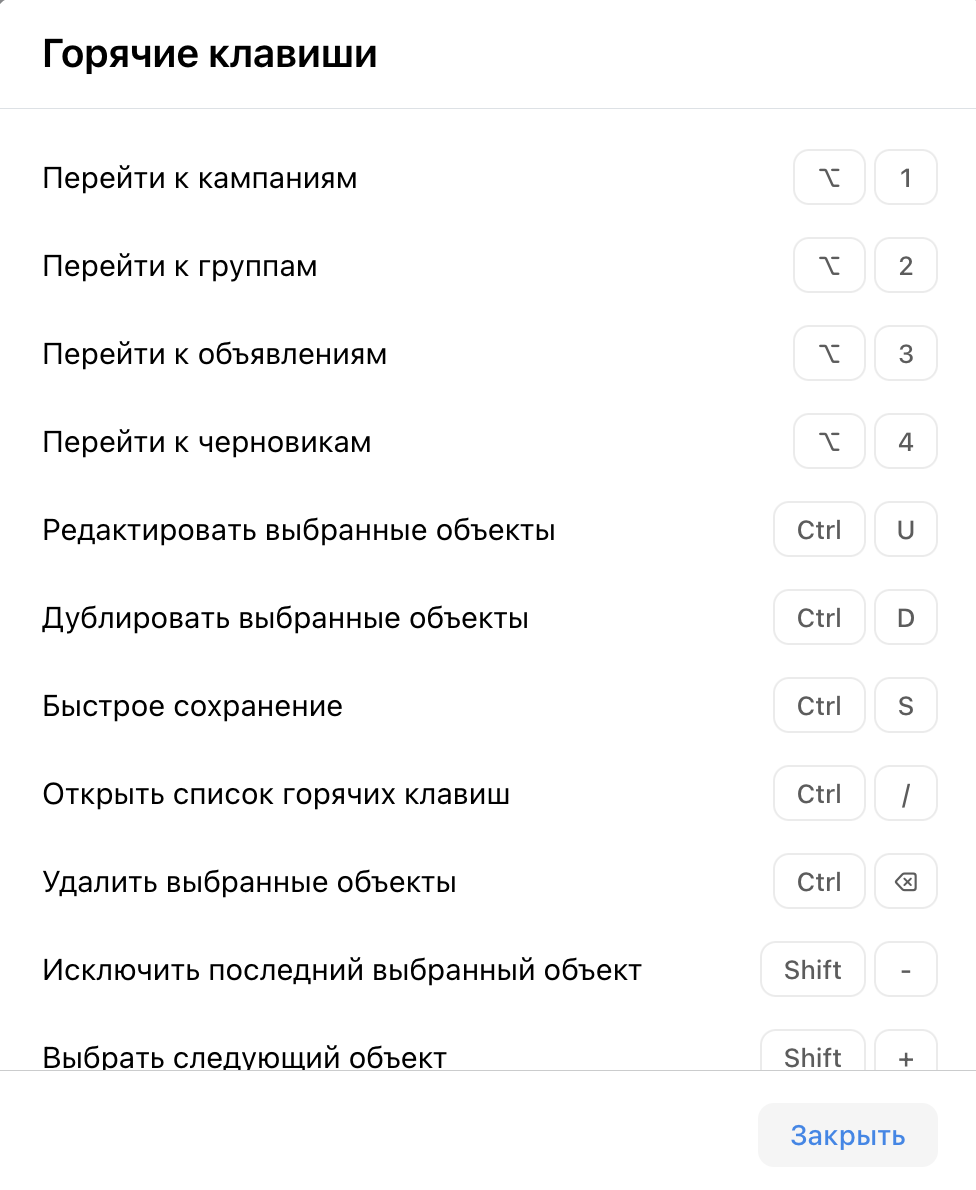 Горячие клавиши
Перейти к кампаниям ⌥ 1
Перейти к группам ⌥ 2
Перейти к объявлениям ⌥ 3
Перейти к черновикам ⌥ 4
Редактировать выбранные объекты Ctrl U
Дублировать выбранные объекты Ctrl D
Быстрое сохранение Ctrl S
Открыть список горячих клавиш Ctrl /
Удалить выбранные объекты Ctrl ⌫
Исключить последний выбранный объект Shift -
Выбрать следующий объект Shift +
Закрыть